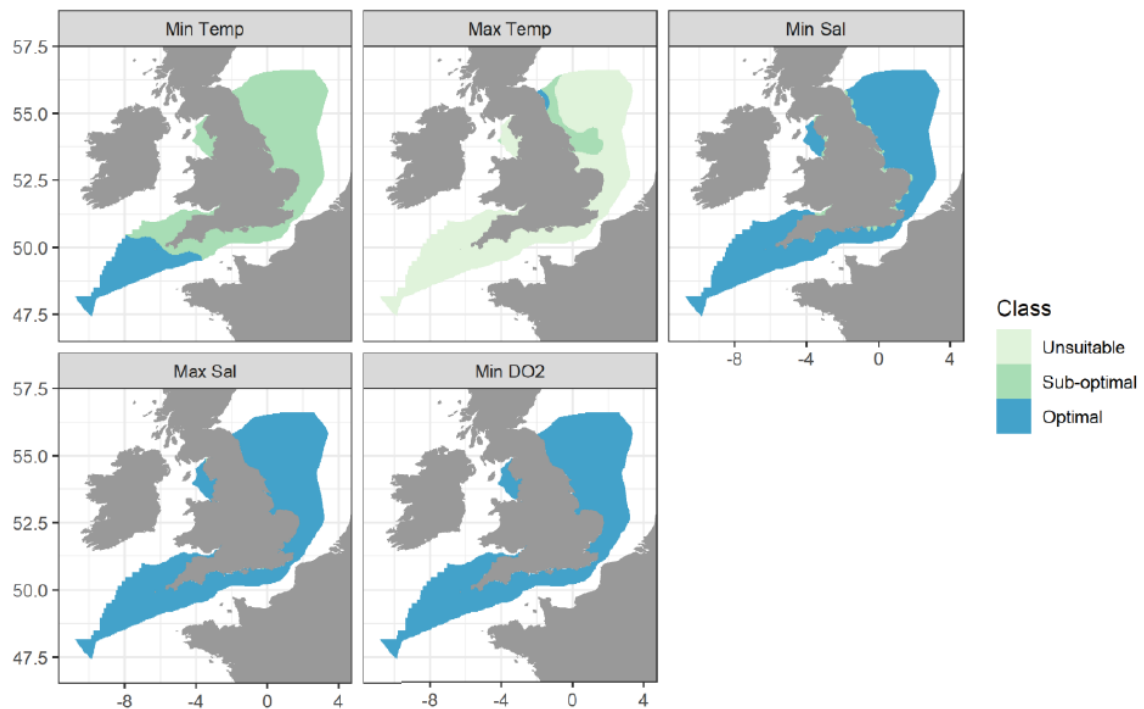 Min Temp
Max Temp
Min Sal
57.5
55.0
52.5
50.0
47.5
-8
-4
0
4
Class
Unsuitable
Sub-optimal
Optimal
Max Sal
Min DO2
57.5
55.0
52.5
50.0
47.5
-8
-4
0
4
-8
-4
0
4